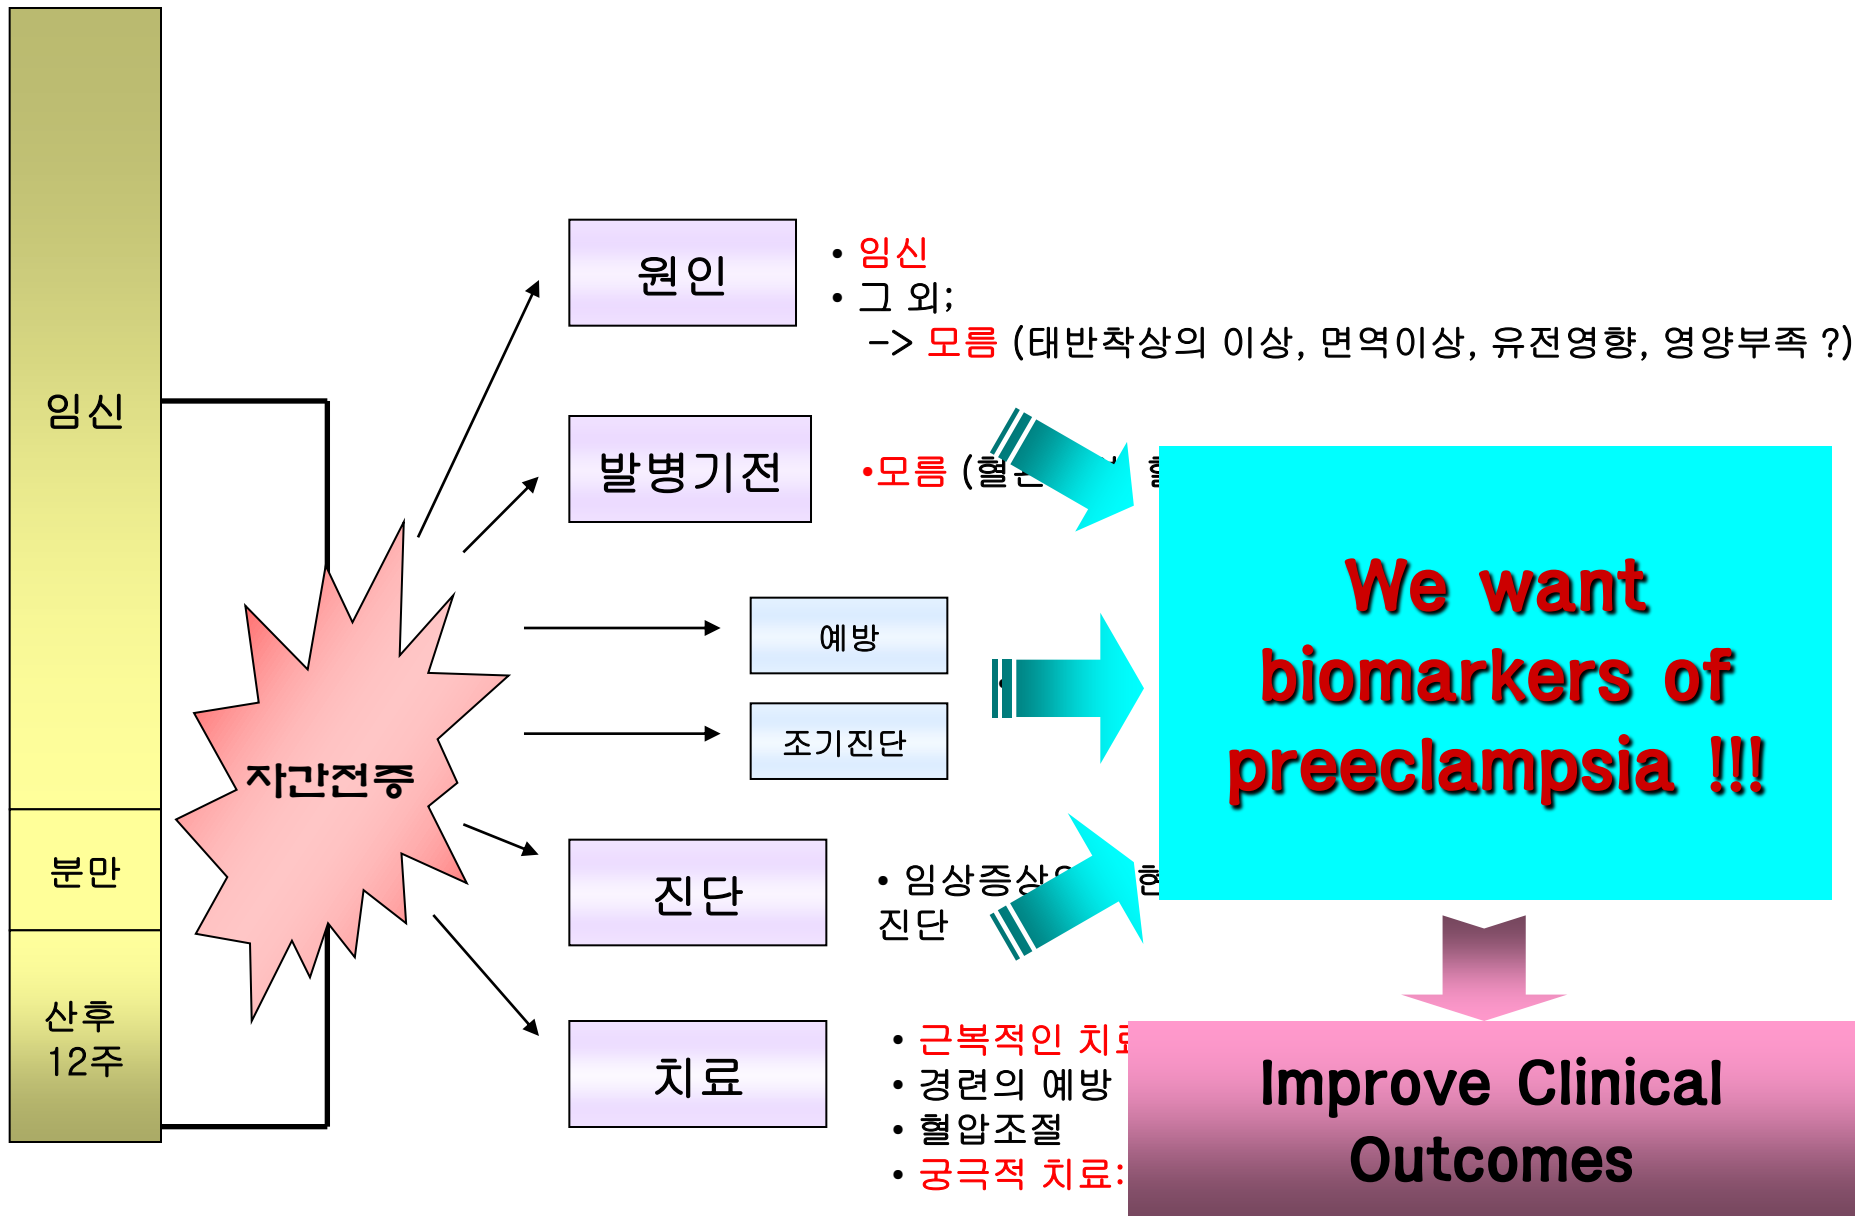 임신
분만
산후
12주
자간전증
원인
• 임신
• 그 외;
-> 모름 (태반착상의 이상, 면역이상, 유전영향, 영양부족 ?)
발병기전
•모름
예방
조기진단
진단
• 임상증상의
진단
치료
• 근복적인 치료
• 경련의 예방
• 혈압조절
• 궁극적 치료:
We want
biomarkers of
preeclampsia !!!
Improve Clinical
Outcomes